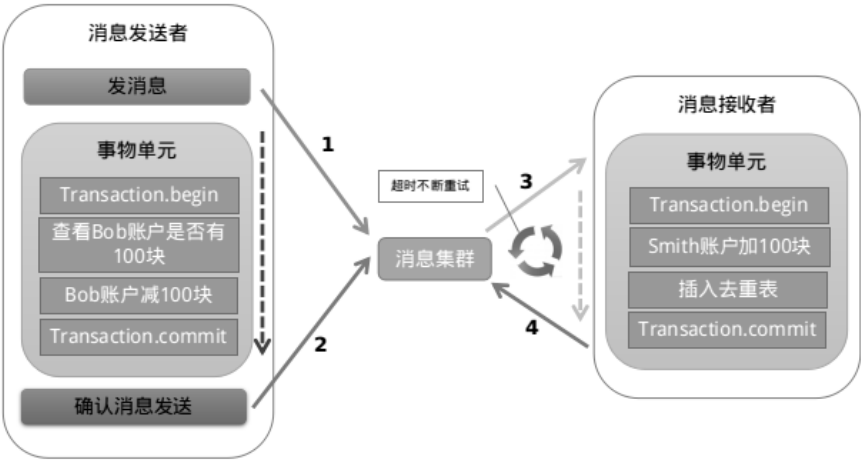 消息发送者
发消息
事物单元
Transaction.begin
查看Bob账户是否有
100块
Bob账户减100块
Transaction.commit
确认消息发送
1
2
超时不断重试
消息集群
3
4
消息接收者
事物单元
Transaction.begin
Smith账户加100块
插入去重表
Transaction.commit